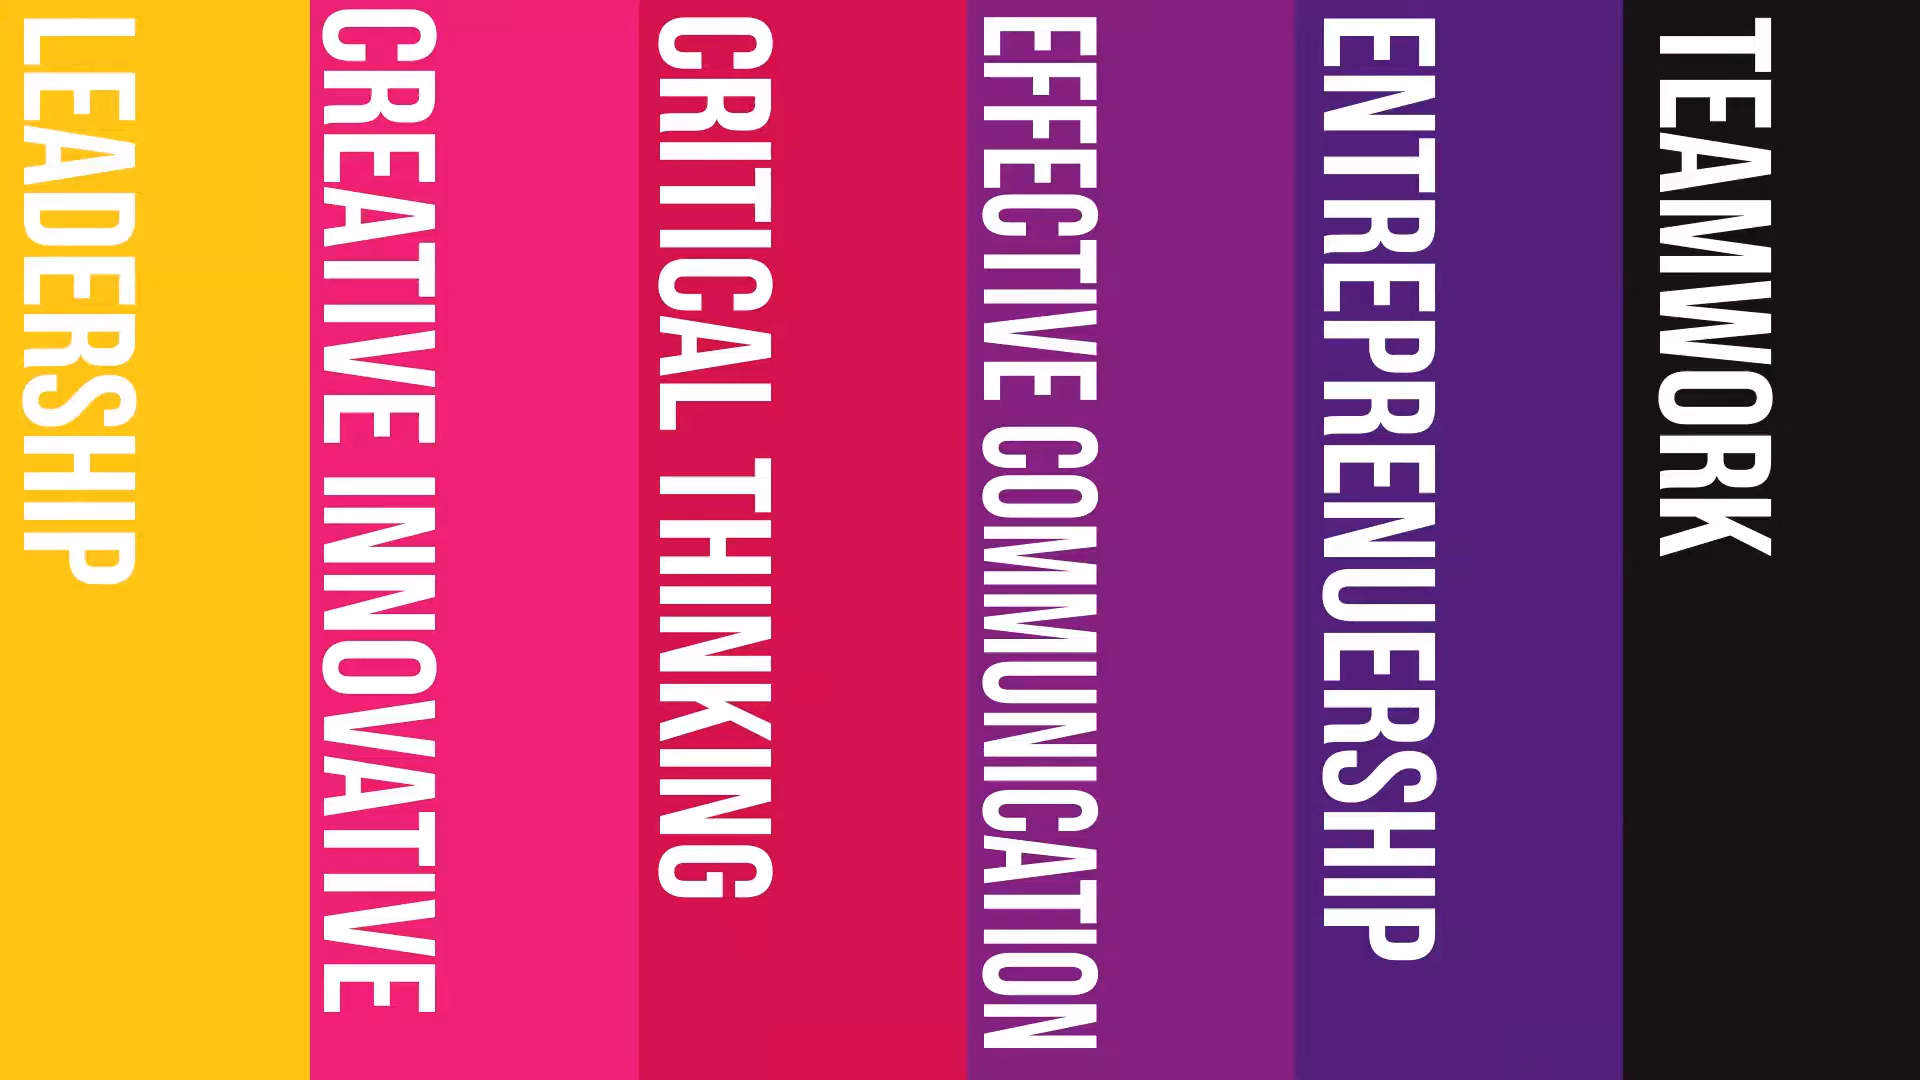 LEADERSHIP
CREATIVE INNOVATIVE
CRITICAL THINKING
EFFECTIVE COMMUNICATION
ENTREPRENUERSHIP
TEAMWORK